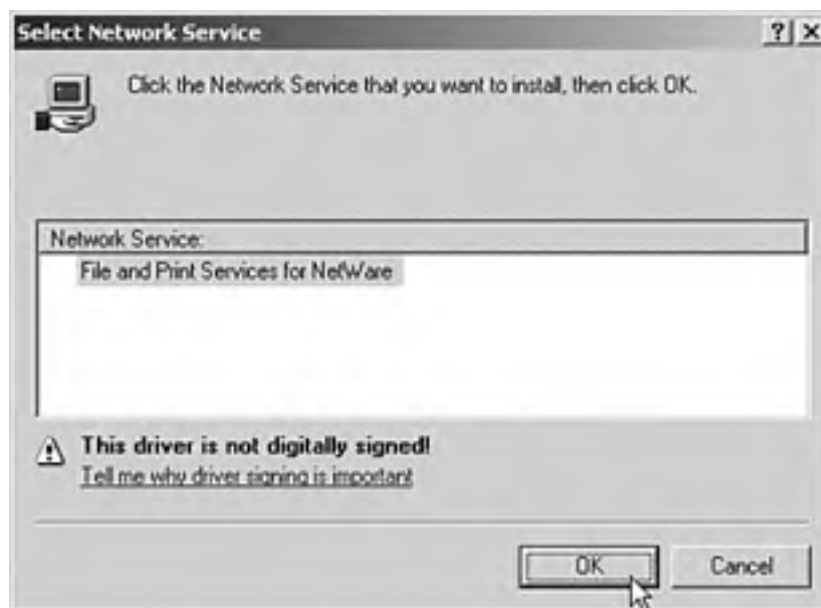 Select Network Service
Click the Network Service that you want to install, then click OK.
Network Service:
File and Print Services for NetWare
This driver is not digitally signed!
Tell me why driver signing is important
OK
Cancel